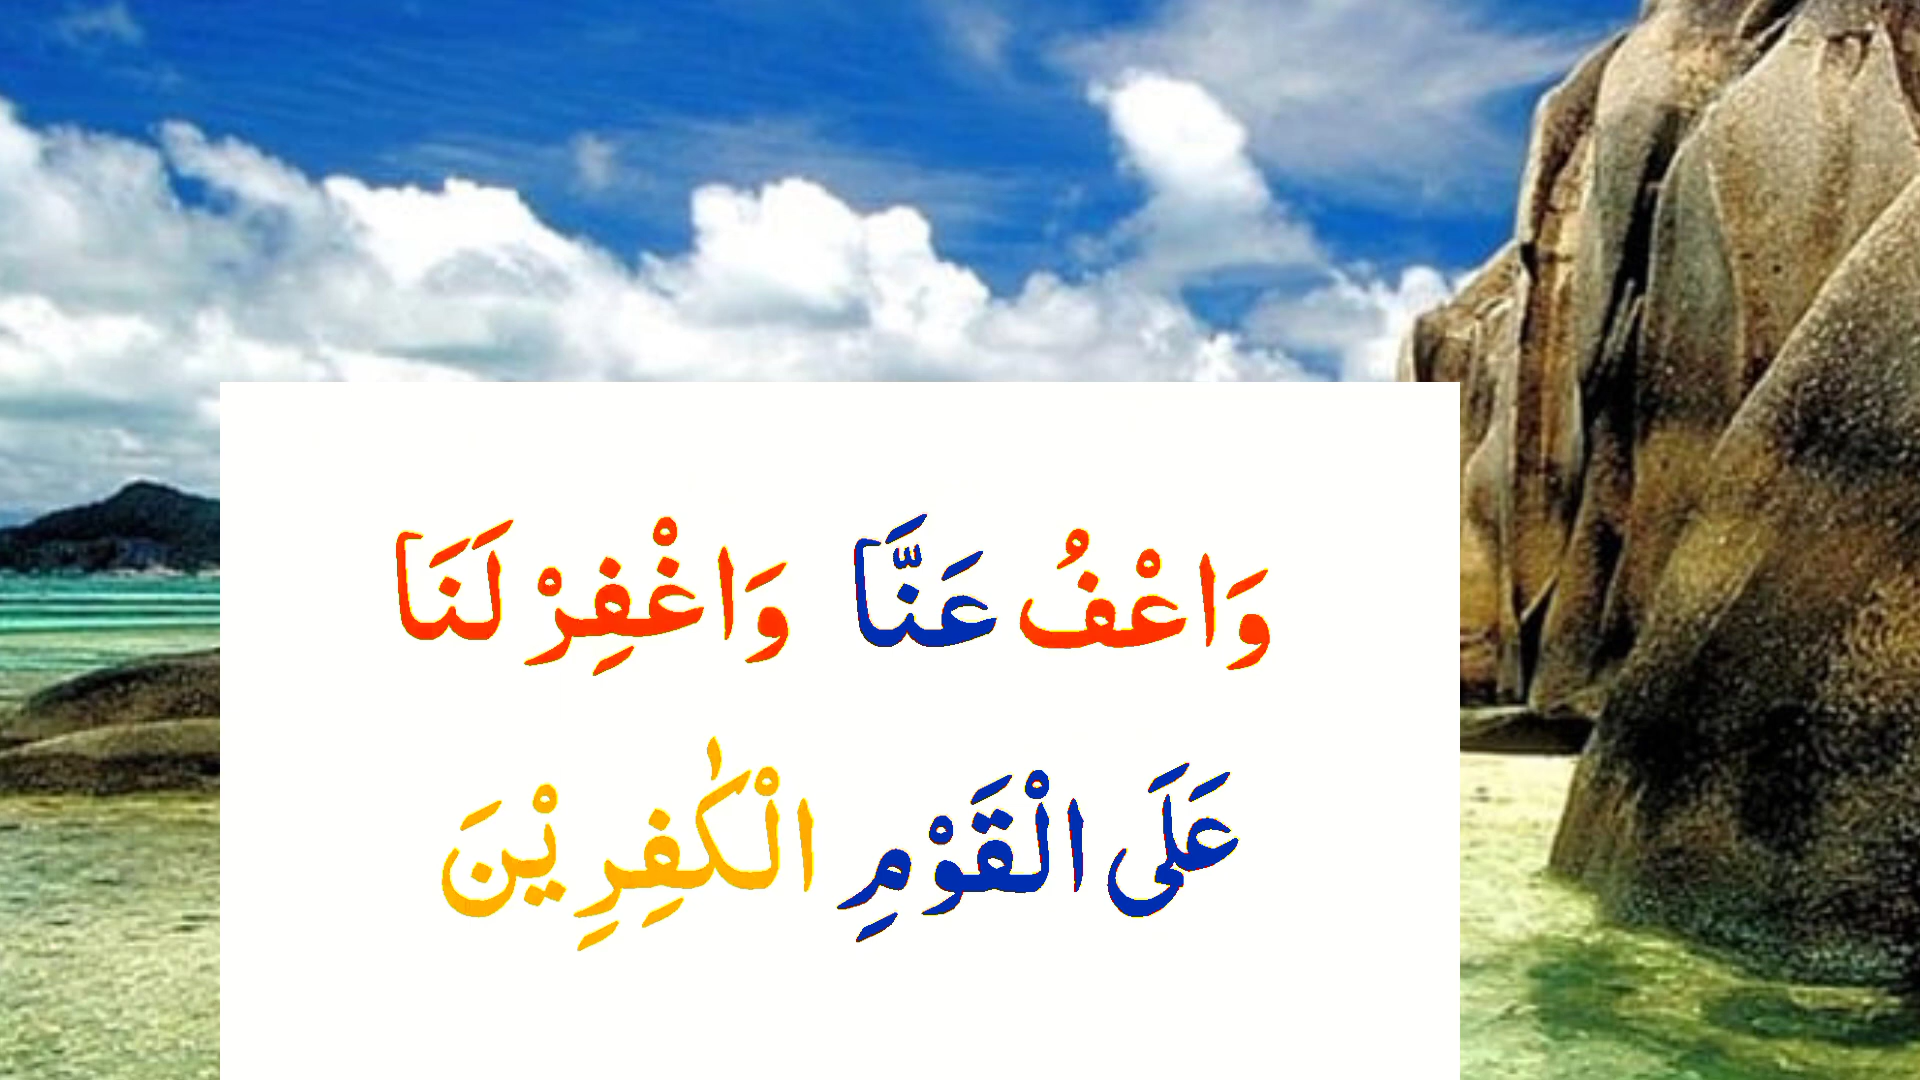 وَاعْفُ عَنَّا وَاغْفِرْ لَنَا
عَلَى الْقَوْمِ الْكٰفِرِيْنَ